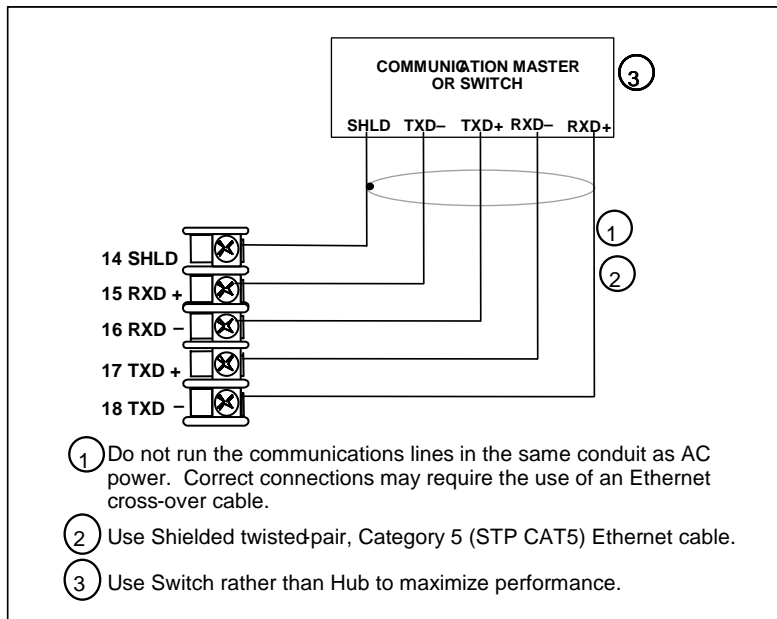 COMMUNICATION MASTER
OR SWITCH
3
SHLD TXD– TXD+ RXD– RXD+
1
2
14 SHLD
15 RXD +
16 RXD –
17 TXD +
18 TXD –
1 Do not run the communications lines in the same conduit as AC
power. Correct connections may require the use of an Ethernet
cross-over cable.
2 Use Shielded twisted-pair, Category 5 (STP CAT5) Ethernet cable.
3 Use Switch rather than Hub to maximize performance.